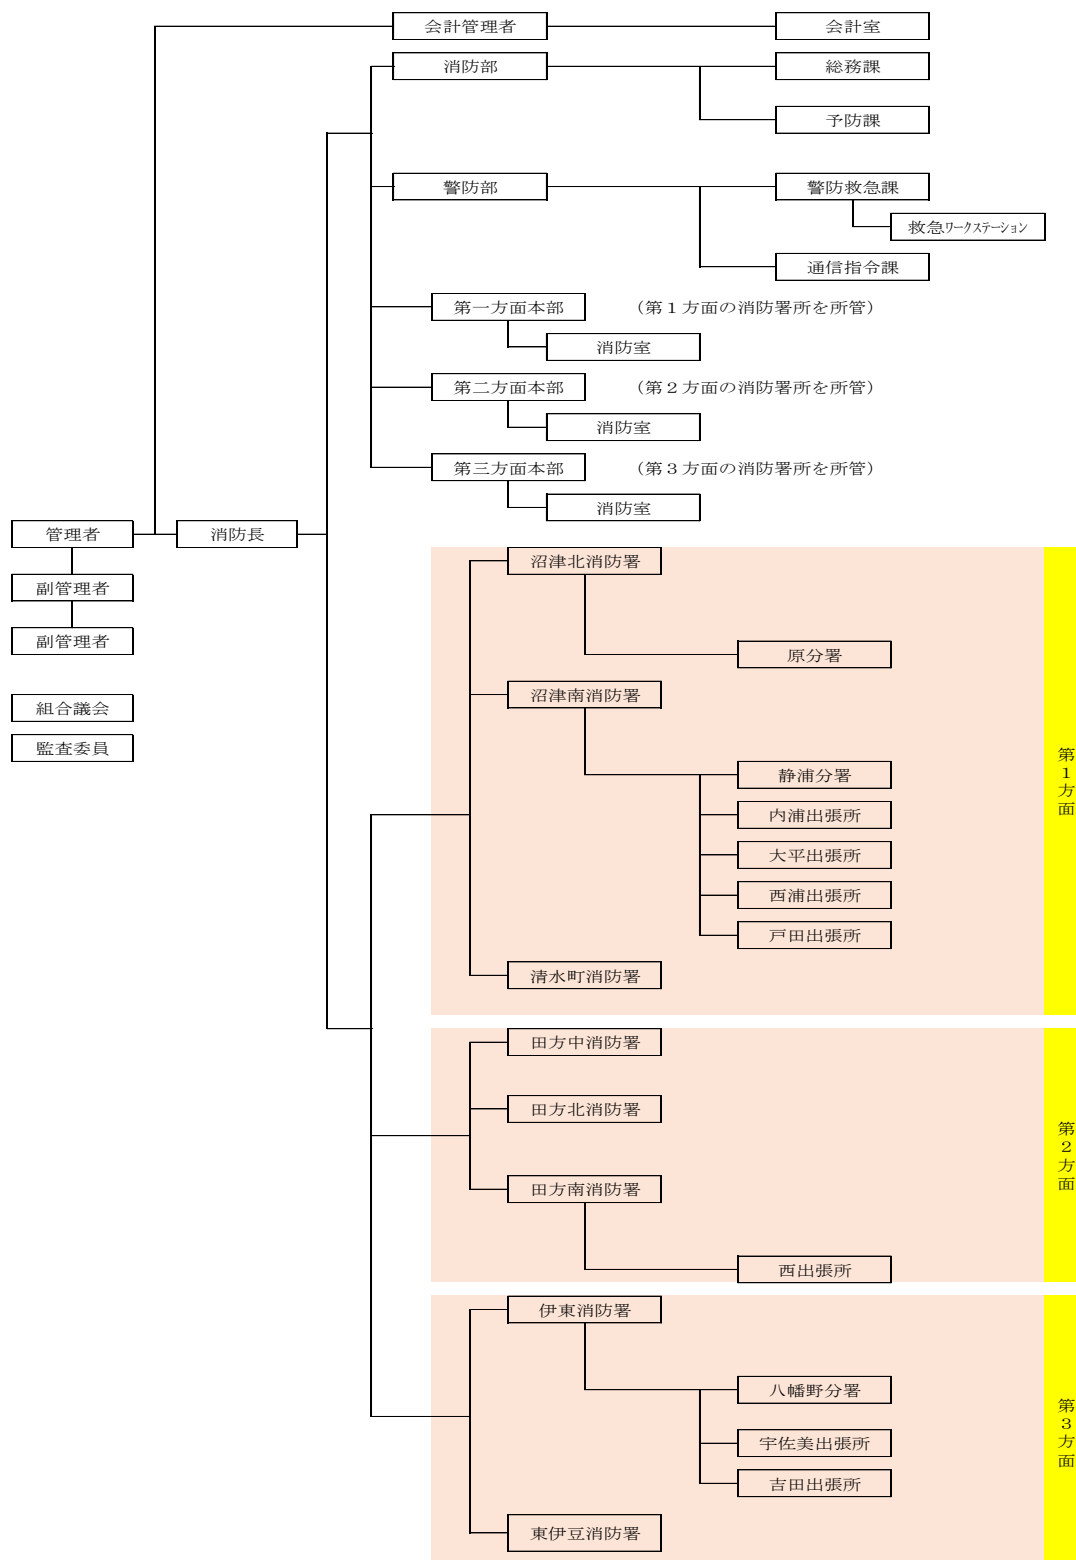 会計管理者
会計室
消防部
総務課
予防課
警防部
警防救急課
救急ワークステーション
通信指令課
第一方面本部
（第１方面の消防署所を所管）
消防室
第二方面本部
（第２方面の消防署所を所管）
消防室
第三方面本部
（第３方面の消防署所を所管）
消防室
管理者
消防長
副管理者
副管理者
組合議会
監査委員
沼津北消防署
原分署
沼津南消防署
静浦分署
内浦出張所
大平出張所
西浦出張所
戸田出張所
清水町消防署
第１方面
田方中消防署
田方北消防署
田方南消防署
西出張所
第２方面
伊東消防署
八幡野分署
宇佐美出張所
吉田出張所
東伊豆消防署
第３方面